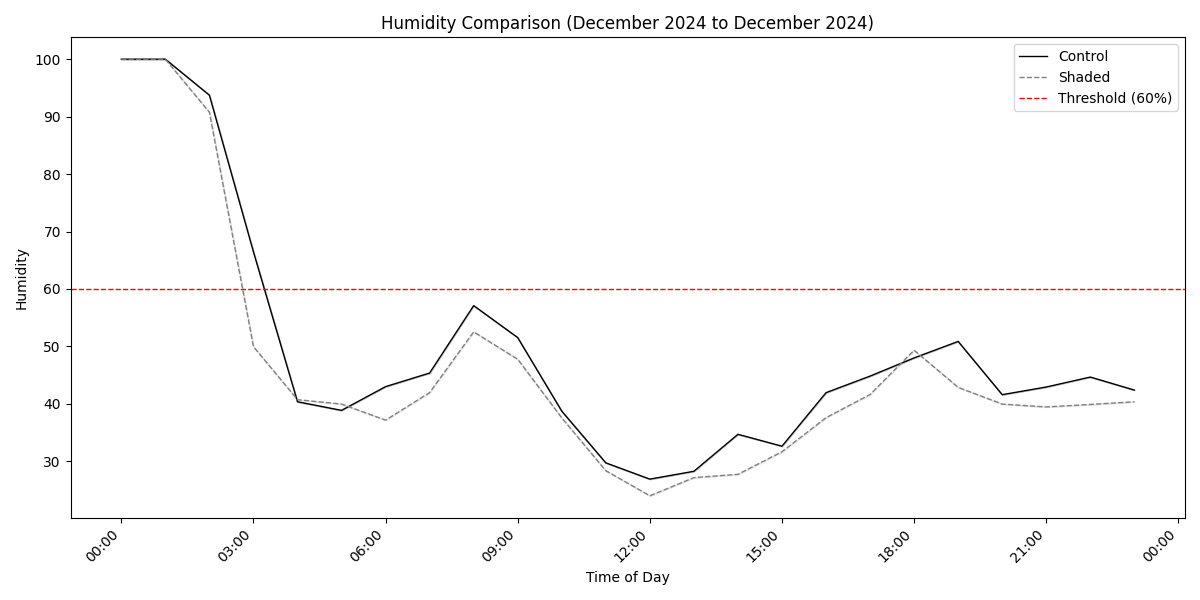 Humidity Comparison (December 2024 to December 2024)
Control
Shaded
Threshold (60%)
Humidity
100
90
80
70
60
50
40
30
00:00
03:00
06:00
09:00
12:00
15:00
18:00
21:00
00:00
Time of Day